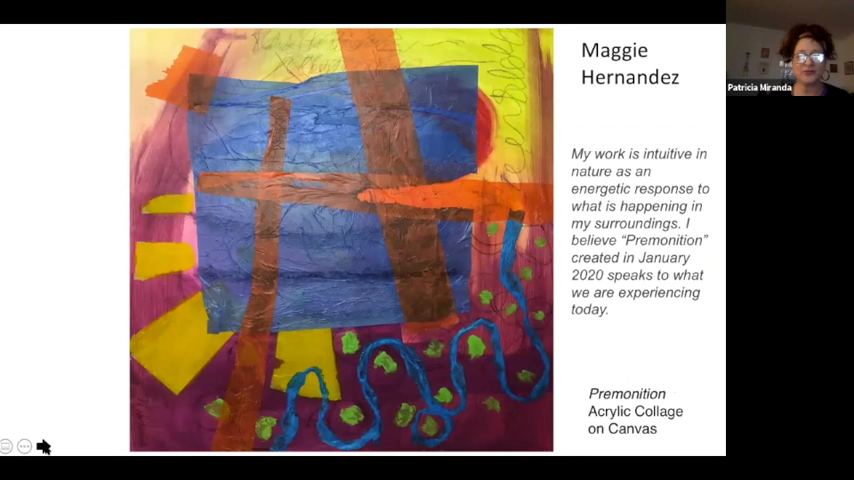 Maggie
Hernandez
Patricia Miranda
My work is intuitive in
nature as an
energetic response to
what is happening in
my surroundings. I
believe “Premonition”
created in January
2020 speaks to what
we are experiencing
today.
Premonition
Acrylic Collage
on Canvas